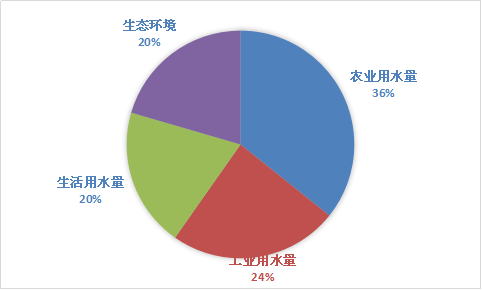 生态环境
20%
农业用水量
36%
生活用水量
20%
工业用水量
24%